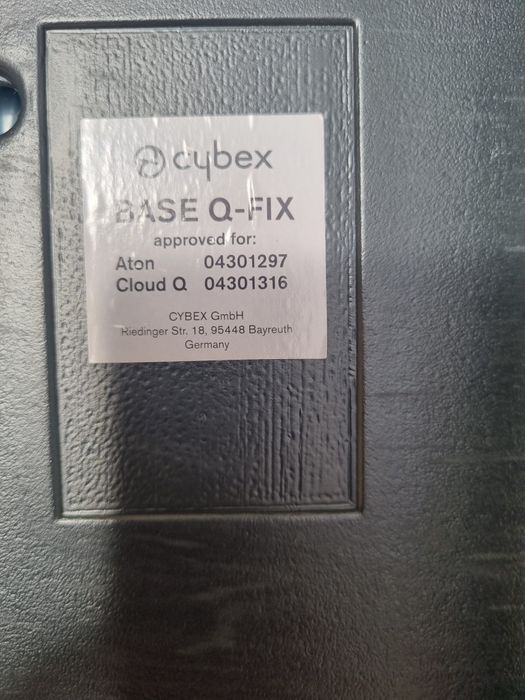 cybex
BASE Q-FIX
approved for:
Aton 04301297
Cloud Q 04301316
CYBEX GmbH
Riedinger Str. 18, 95448 Bayreuth
Germany